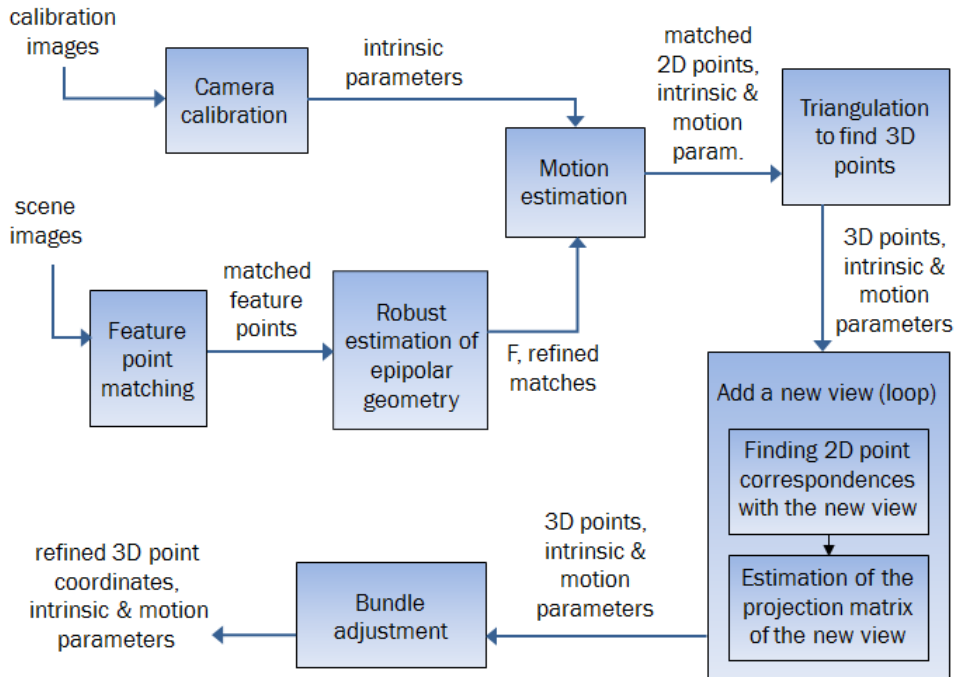 calibration
images
Camera
calibration
intrinsic
parameters
matched
2D points,
intrinsic &
motion
param.
Triangulation
to find 3D
points
Motion
estimation
scene
images
Feature
point
matching
matched
feature
points
Robust
estimation of
epipolar
geometry
F, refined
matches
3D points,
intrinsic &
motion
parameters
Add a new view (loop)
Finding 2D point
correspondences
with the new view
Estimation of the
projection matrix
of the new view
3D points,
intrinsic &
motion
parameters
Bundle
adjustment
refined 3D point
coordinates,
intrinsic & motion
parameters